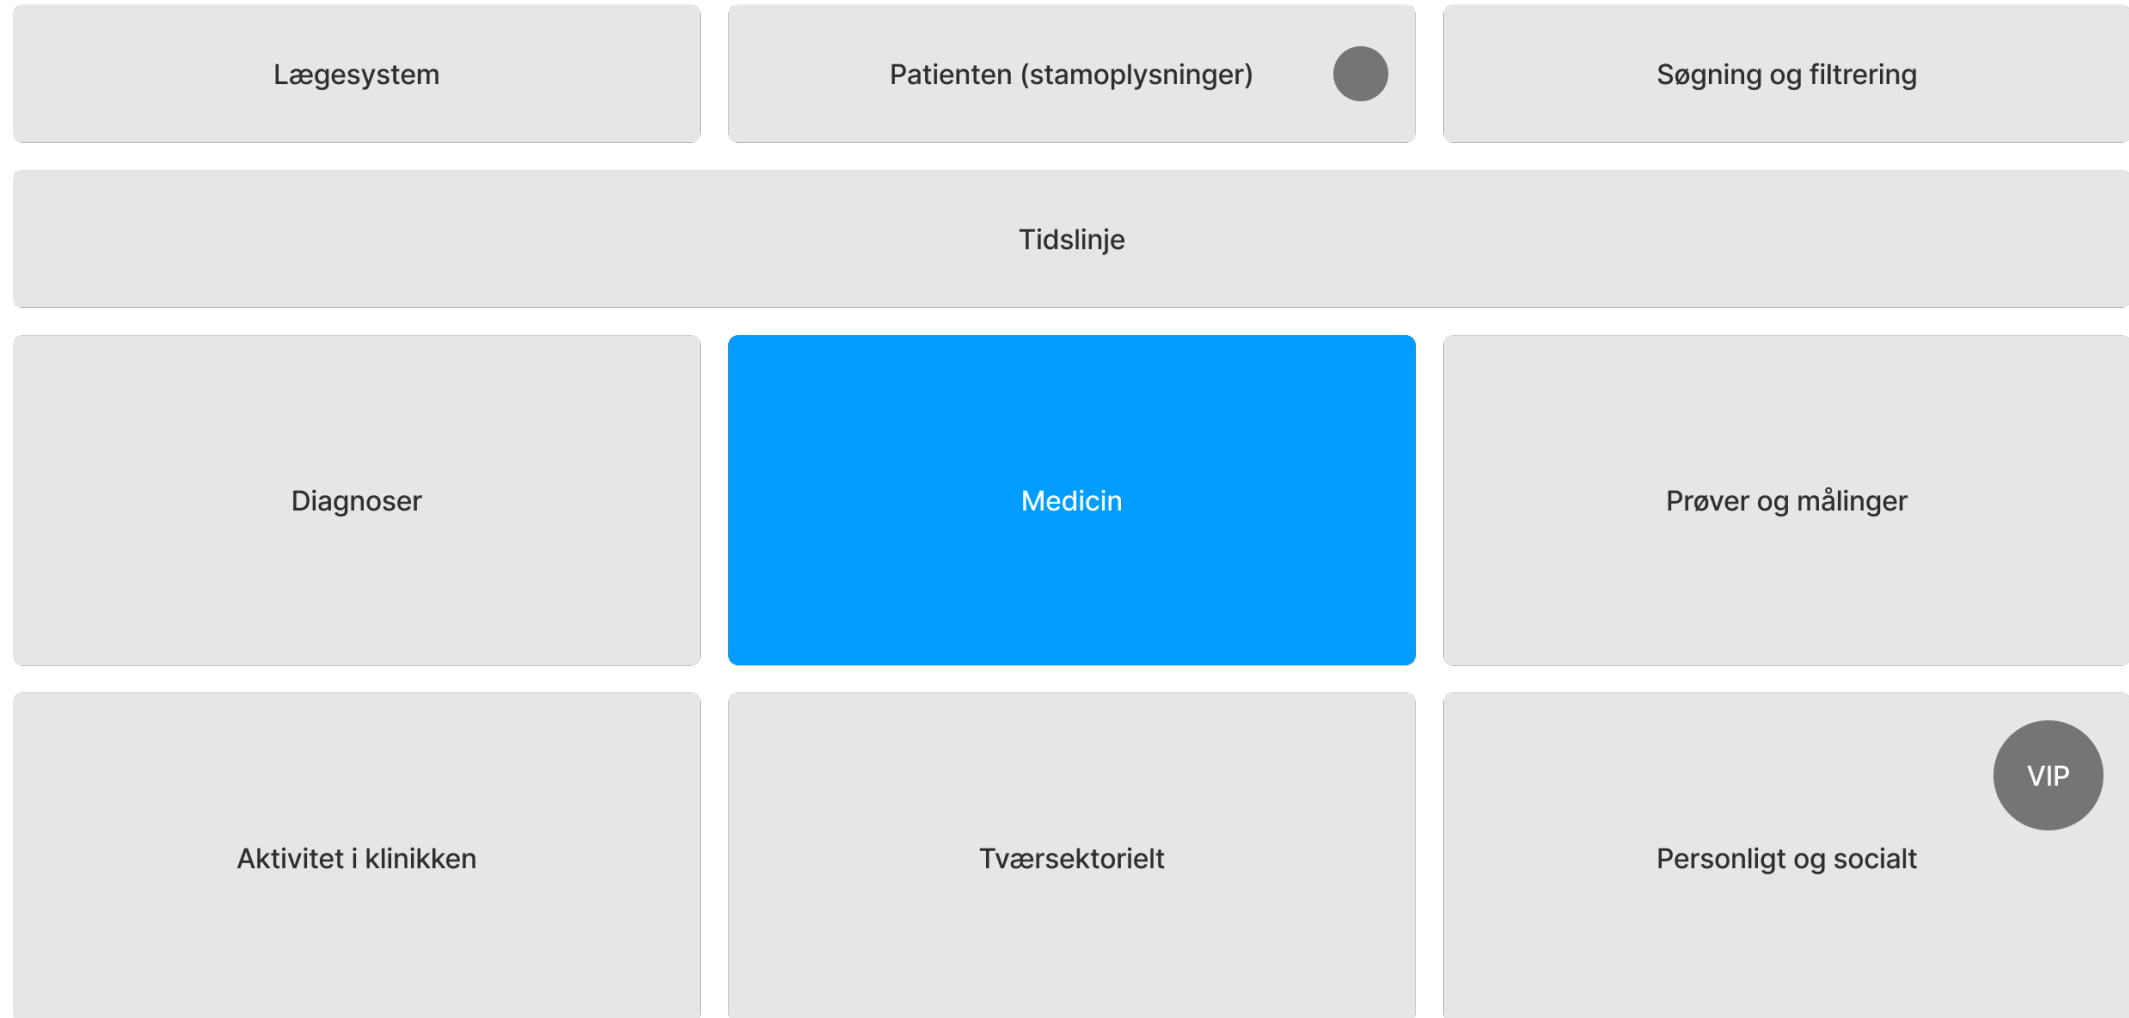 Lægesystem
Patienten (stamoplysninger)
Søgning og filtrering
Tidslinje
Diagnoser
Medicin
Prøver og målinger
Aktivitet i klinikken
Tværsektorielt
VIP
Personligt og socialt